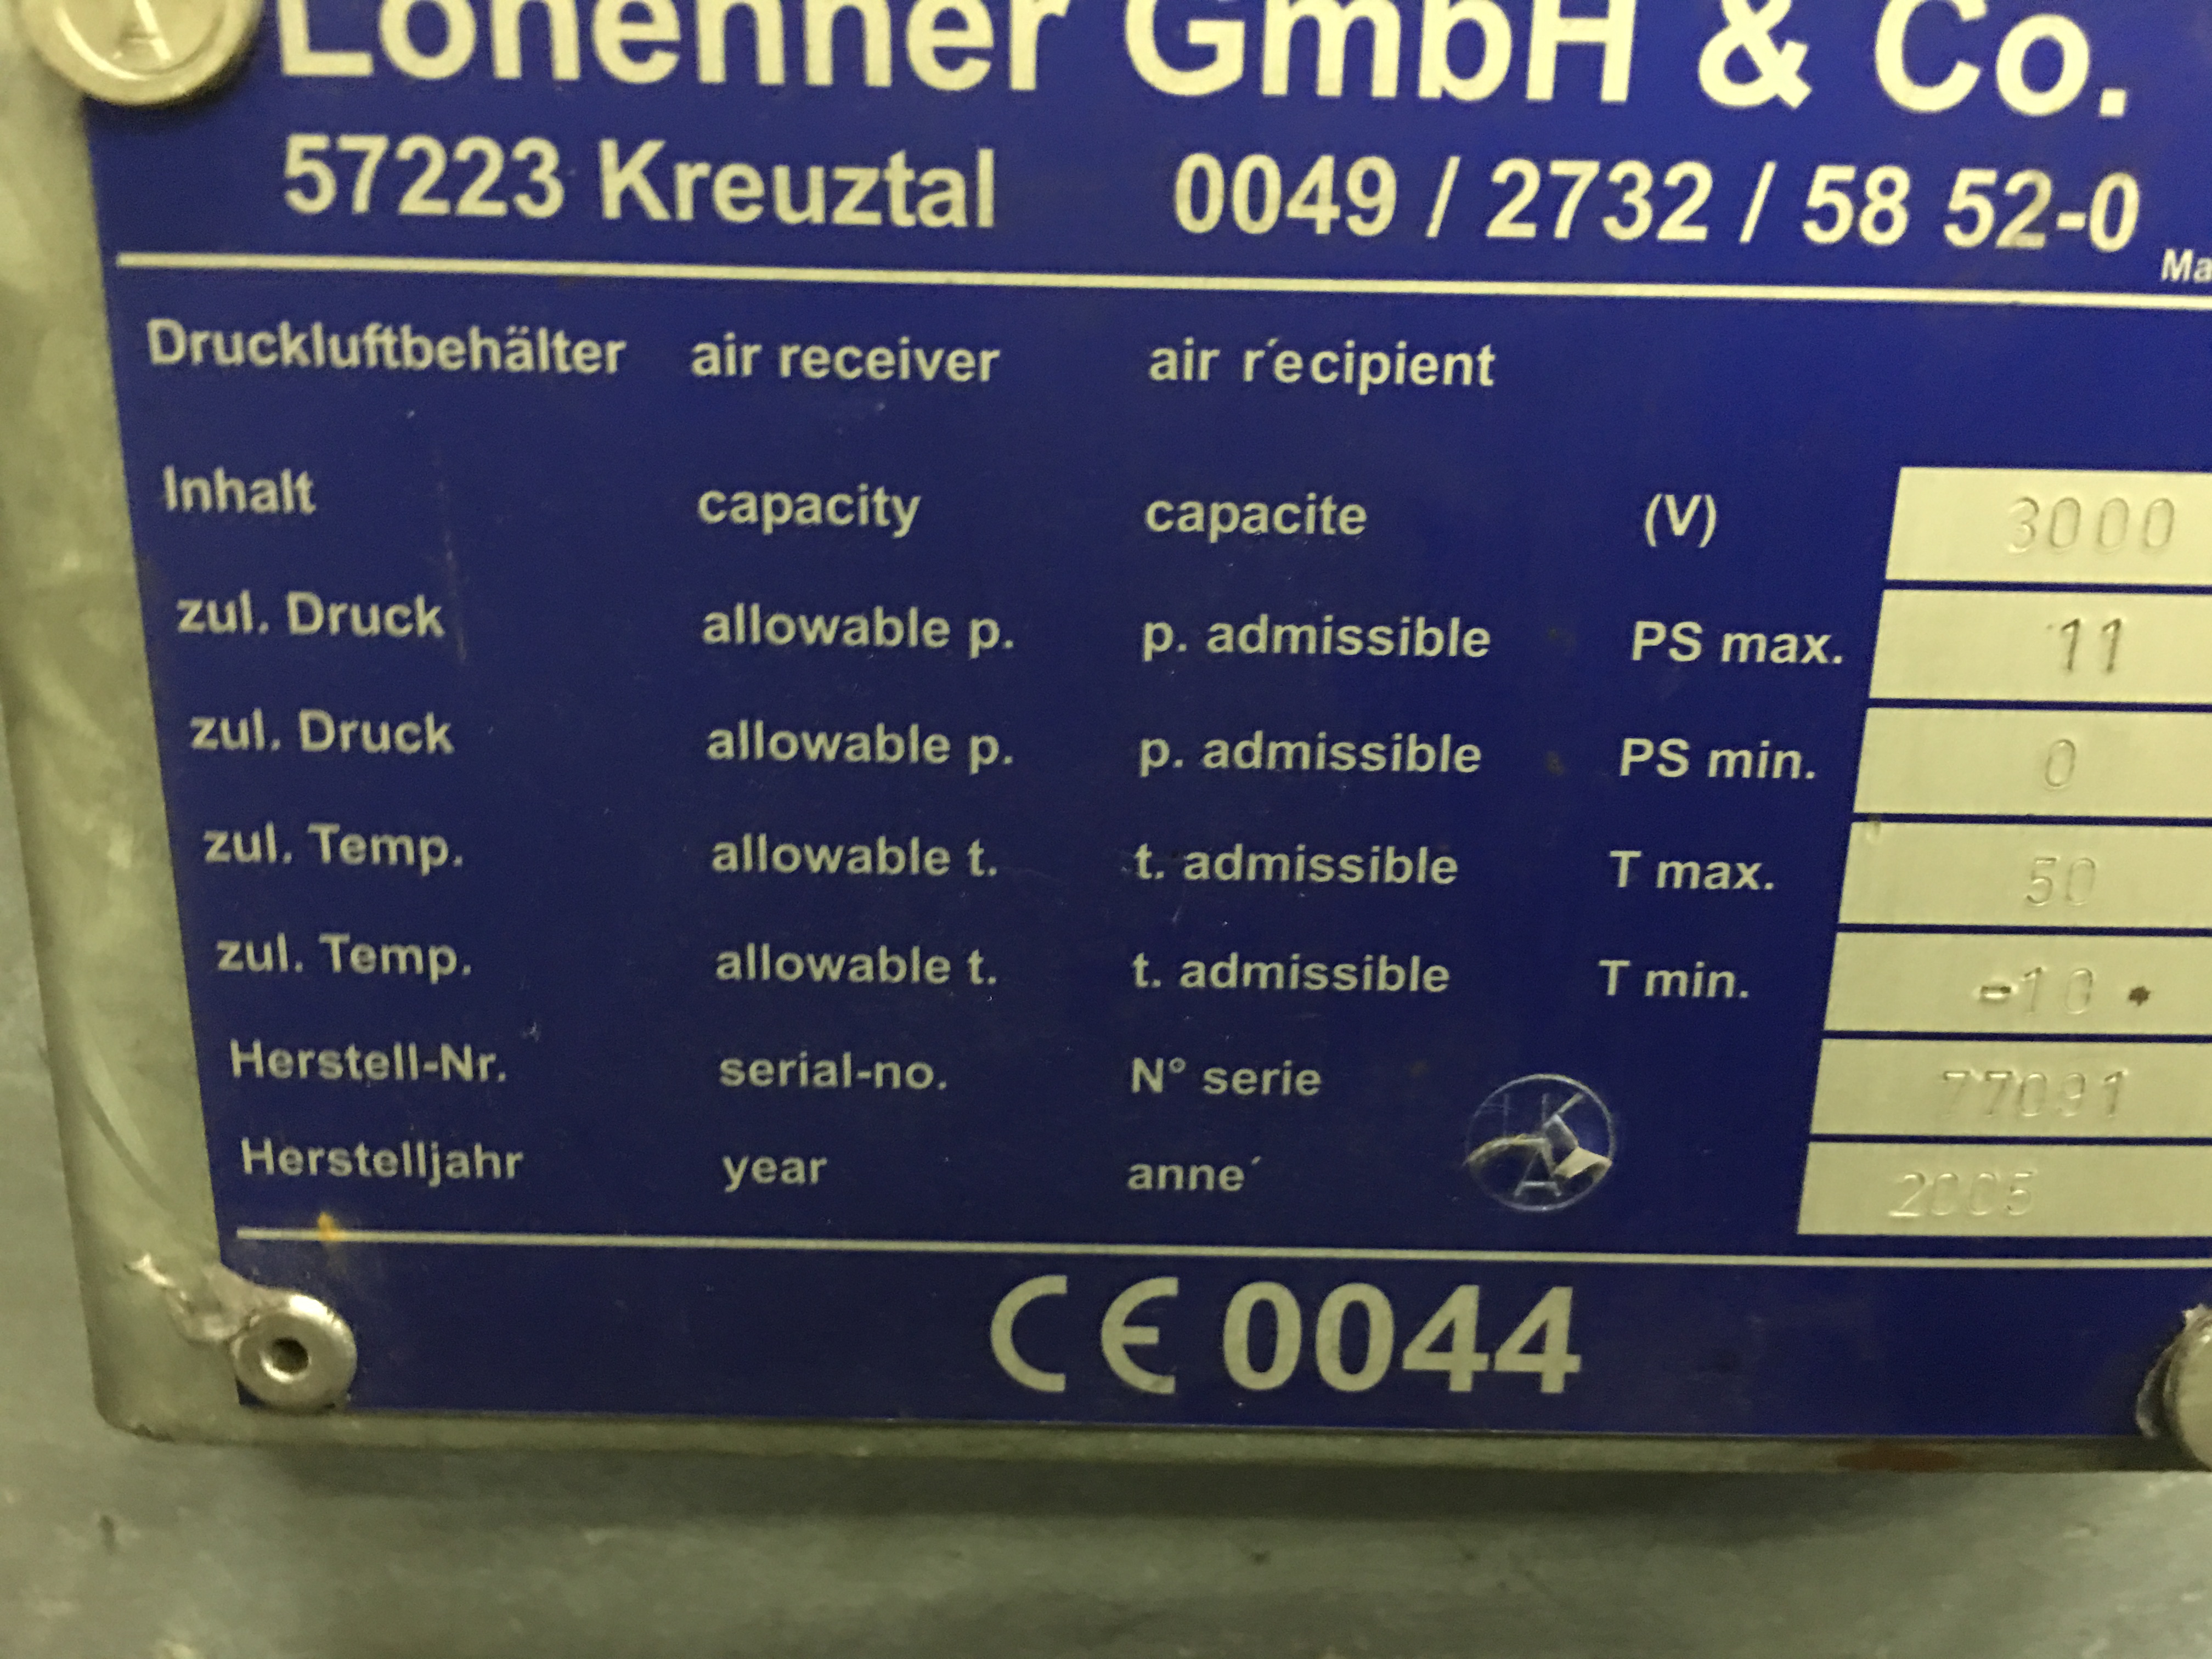 Lohenner GmbH & Co.
57223 Kreuztal 0049 / 2732 / 58 52-0
Ma
Druckluftbehälter air receiver air r´ecipient
Inhalt capacity capacite (V) 3000
zul. Druck allowable p. p. admissible PS max. 11
zul. Druck allowable p. p. admissible PS min. 0
zul. Temp. allowable t. t. admissible T max. 50
zul. Temp. allowable t. t. admissible T min. -10
Herstell-Nr. serial-no. N° serie 77091
Herstelljahr year anne´ 2005
CE 0044